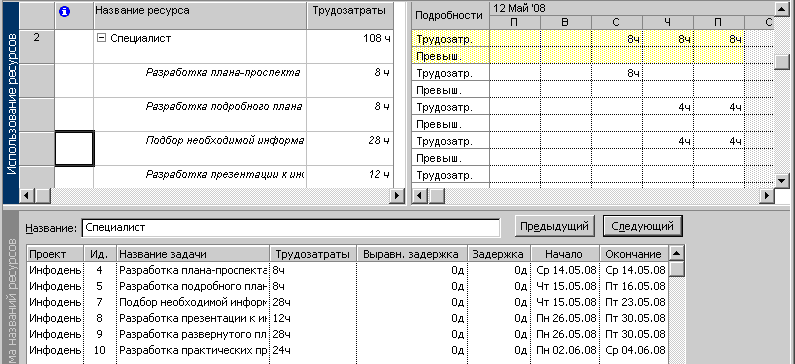 12 Май '08
Название ресурса Трудозатраты Подробности П В С Ч П С
2 Специалист 108 ч Трудозатр. 8ч 8ч 8ч
Превыш.
Разработка плана-проспекта 8 ч Трудозатр. 8ч
Превыш.
Разработка подробного плана 8 ч Трудозатр. 4ч 4ч
Превыш.
Подбор необходимой информа 28 ч Трудозатр. 4ч 4ч
Превыш.
Разработка презентации к ин 12 ч Трудозатр.
Использование ресурсов
Название: Специалист Предыдущий Следующий
Проект Ид. Название задачи Трудозатраты Выравн. задержка Задержка Начало Окончание
Инфодень 4 Разработка плана-проспекта 8ч 0д 0д Ср 14.05.08 Ср 14.05.08
Инфодень 5 Разработка подробного план 8ч 0д 0д Чт 15.05.08 Пт 16.05.08
Инфодень 7 Подбор необходимой информ 28ч 0д 0д Чт 15.05.08 Пт 23.05.08
Инфодень 8 Разработка презентации к ин 12ч 0д 0д Пн 26.05.08 Пт 30.05.08
Инфодень 9 Разработка развернутого пл 28ч 0д 0д Пн 26.05.08 Пт 30.05.08
Инфодень 10 Разработка практических пр 24ч 0д 0д Пн 02.06.08 Ср 04.06.08
ма названий ресурсов